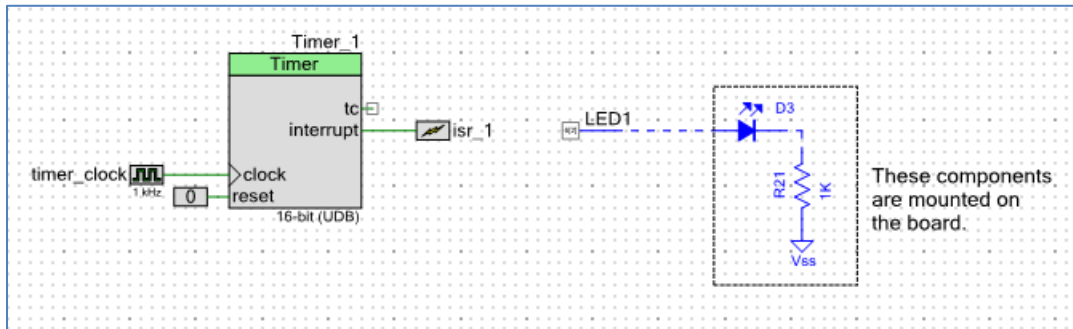 Timer_1
Timer
tc
interrupt
isr_1
timer_clock
1 kHz
clock
0
reset
16-bit (UDB)
LED1
D3
R21
1K
Vss
These components
are mounted on
the board.